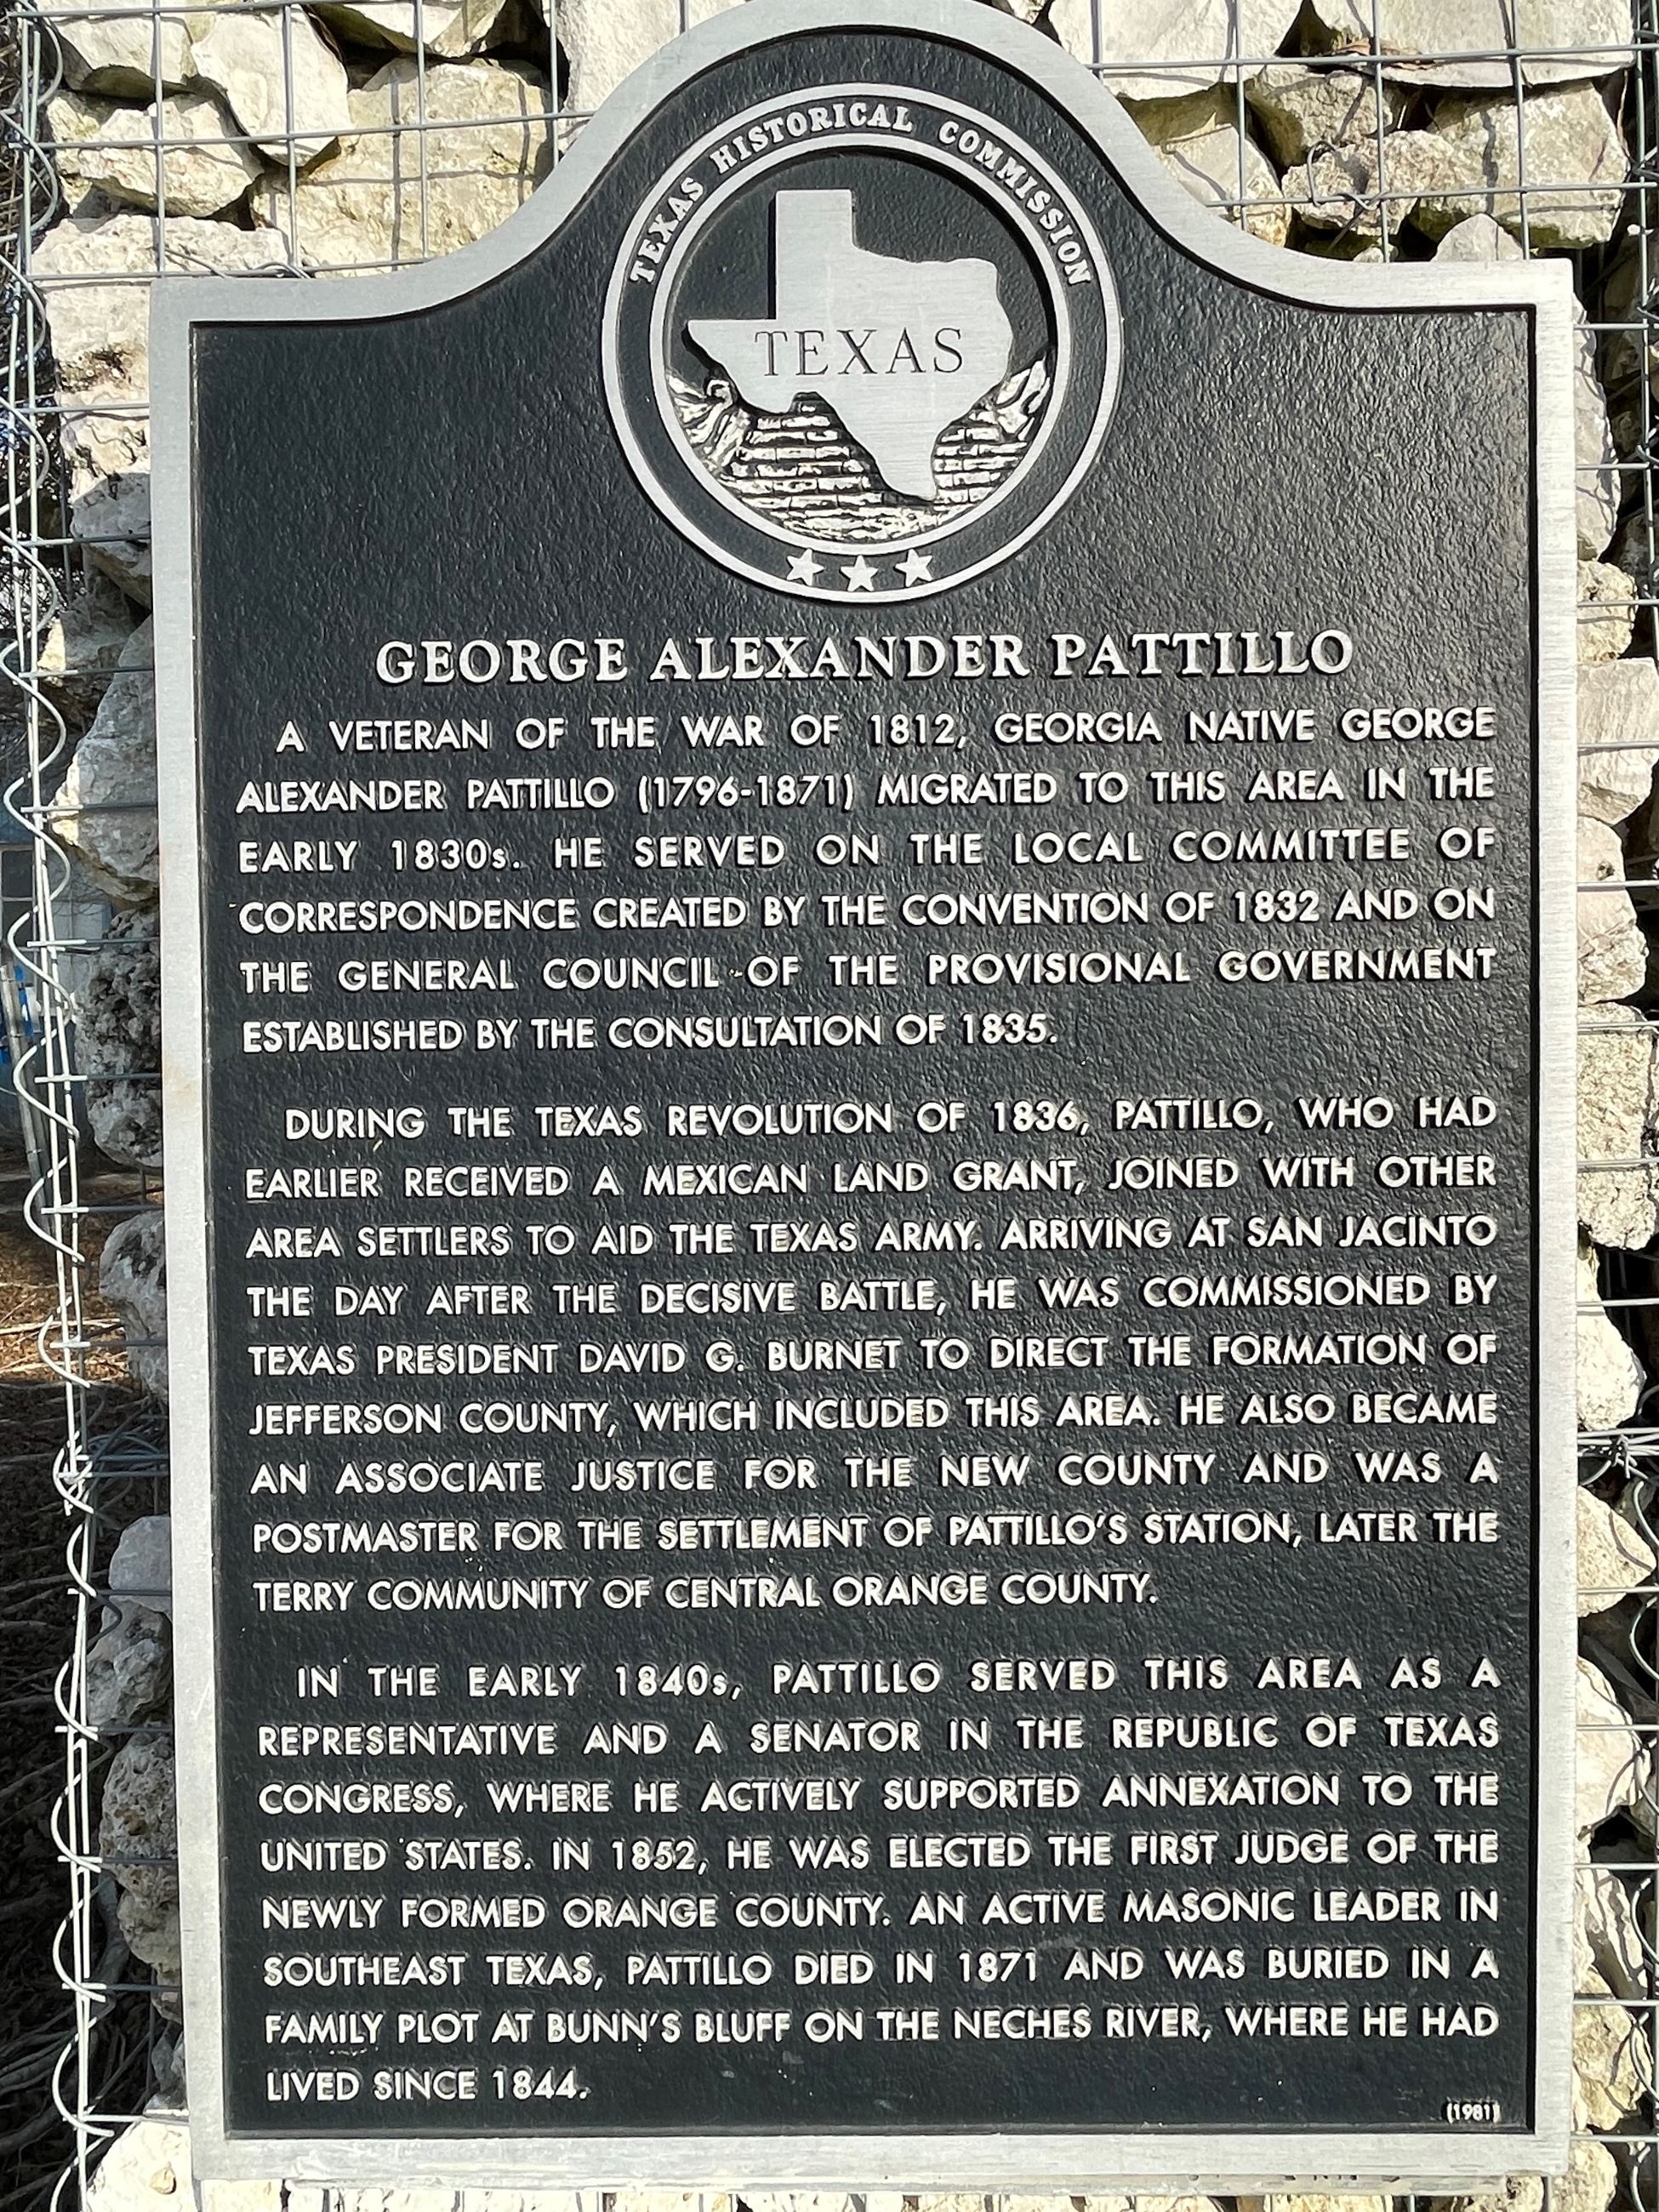 TEXAS HISTORICAL COMMISSION
TEXAS
GEORGE ALEXANDER PATTILLO
A VETERAN OF THE WAR OF 1812, GEORGIA NATIVE GEORGE
ALEXANDER PATTILLO (1796-1871) MIGRATED TO THIS AREA IN THE
EARLY 1830s. HE SERVED ON THE LOCAL COMMITTEE OF
CORRESPONDENCE CREATED BY THE CONVENTION OF 1832 AND ON
THE GENERAL COUNCIL OF THE PROVISIONAL GOVERNMENT
ESTABLISHED BY THE CONSULTATION OF 1835.
DURING THE TEXAS REVOLUTION OF 1836, PATTILLO, WHO HAD
EARLIER RECEIVED A MEXICAN LAND GRANT, JOINED WITH OTHER
AREA SETTLERS TO AID THE TEXAS ARMY. ARRIVING AT SAN JACINTO
THE DAY AFTER THE DECISIVE BATTLE, HE WAS COMMISSIONED BY
TEXAS PRESIDENT DAVID G. BURNET TO DIRECT THE FORMATION OF
JEFFERSON COUNTY, WHICH INCLUDED THIS AREA. HE ALSO BECAME
AN ASSOCIATE JUSTICE FOR THE NEW COUNTY AND WAS A
POSTMASTER FOR THE SETTLEMENT OF PATTILLO'S STATION, LATER THE
TERRY COMMUNITY OF CENTRAL ORANGE COUNTY.
IN THE EARLY 1840s, PATTILLO SERVED THIS AREA AS A
REPRESENTATIVE AND A SENATOR IN THE REPUBLIC OF TEXAS
CONGRESS, WHERE HE ACTIVELY SUPPORTED ANNEXATION TO THE
UNITED STATES. IN 1852, HE WAS ELECTED THE FIRST JUDGE OF THE
NEWLY FORMED ORANGE COUNTY. AN ACTIVE MASONIC LEADER IN
SOUTHEAST TEXAS, PATTILLO DIED IN 1871 AND WAS BURIED IN A
FAMILY PLOT AT BUNN'S BLUFF ON THE NECHES RIVER, WHERE HE HAD
LIVED SINCE 1844.
(1981)